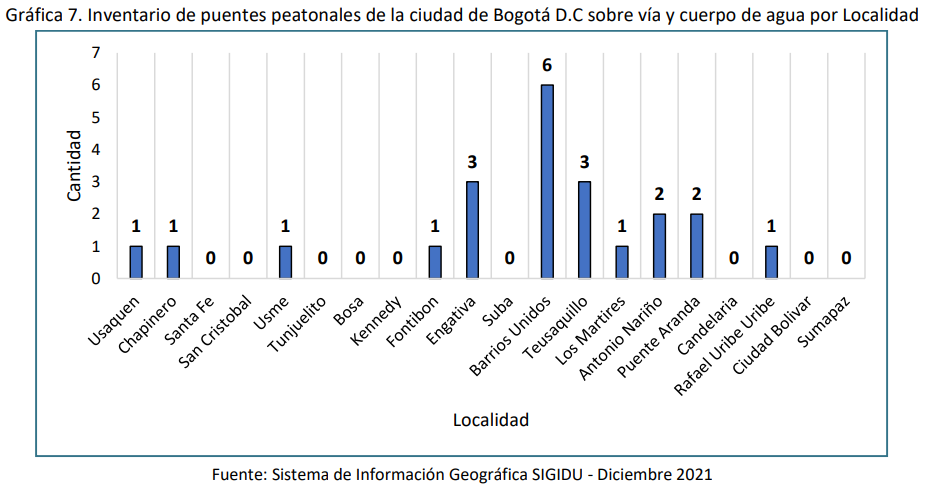 Gráfica 7. Inventario de puentes peatonales de la ciudad de Bogotá D.C sobre vía y cuerpo de agua por Localidad
7
6
5
4
3
2
1
0
Cantidad
1
1
0
0
1
0
0
0
1
3
0
6
3
1
2
2
0
1
0
0
Usaquen
Chapinero
Santa Fe
San Cristobal
Usme
Tunjuelito
Bosa
Kennedy
Fontibon
Engativa
Suba
Barrios Unidos
Teusaquillo
Los Martires
Antonio Nariño
Puente Aranda
Candelaria
Rafael Uribe Uribe
Ciudad Bolivar
Sumapaz
Localidad
Fuente: Sistema de Información Geográfica SIGIDU - Diciembre 2021